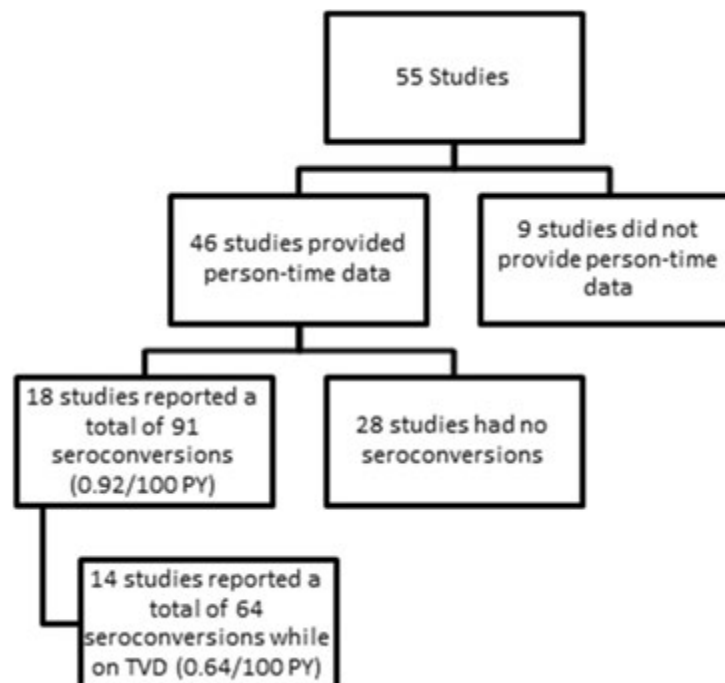 55 Studies
46 studies provided
person-time data
9 studies did not
provide person-time
data
18 studies reported a
total of 91
seroconversions
(0.92/100 PY)
28 studies had no
seroconversions
14 studies reported a
total of 64
seroconversions while
on TVD (0.64/100 PY)